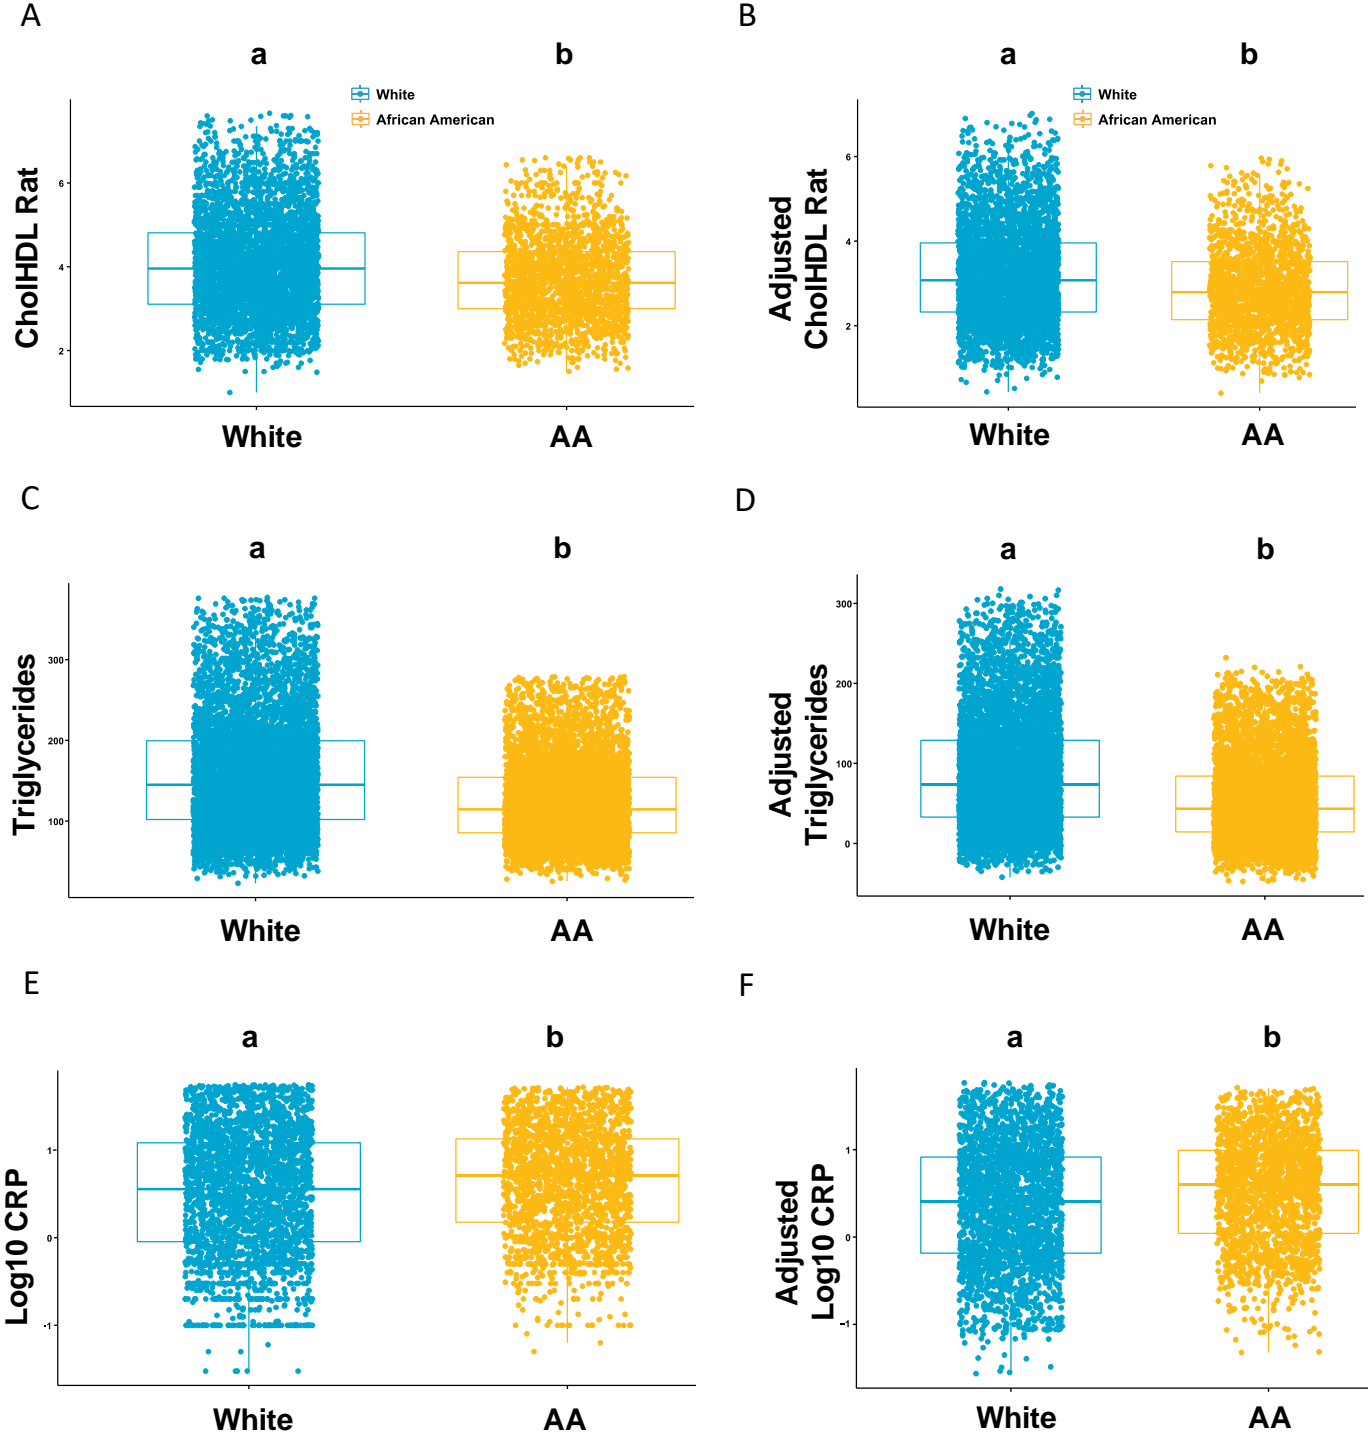 A
B
a
b
a
b
White
African American
White
African American
CholHDL Rat
6
4
2
Adjusted
CholHDL Rat
6
4
2
White
AA
White
AA
C
D
a
b
a
b
Triglycerides
300
200
100
Adjusted
Triglycerides
300
200
100
0
White
AA
White
AA
E
F
a
b
a
b
Log10 CRP
1
0
-1
Adjusted
Log10 CRP
1
0
−1
White
AA
White
AA